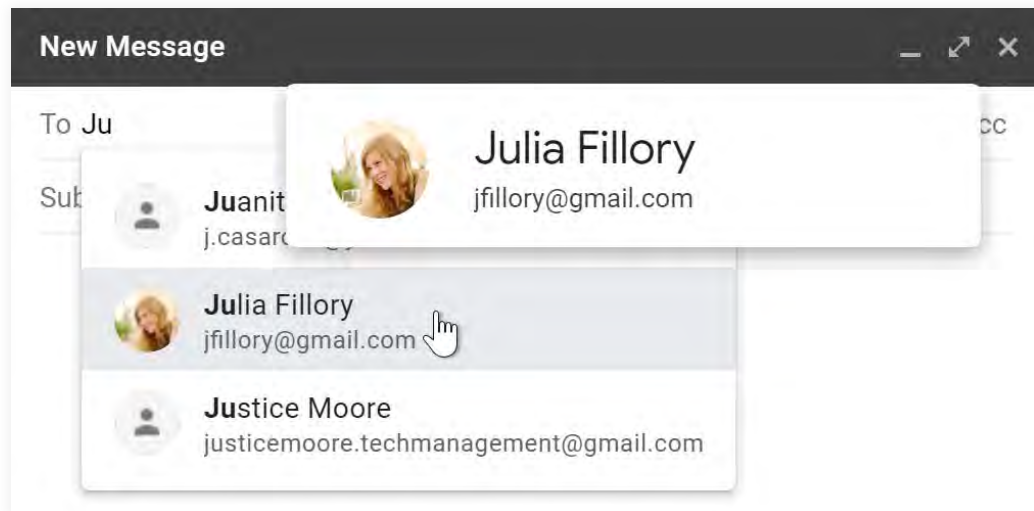 New Message
To Ju
cc
Julia Fillory
jfillory@gmail.com
Sub
Juanit
Julia Fillory
jfillory@gmail.com
Justice Moore
justicemoore.techmanagement@gmail.com